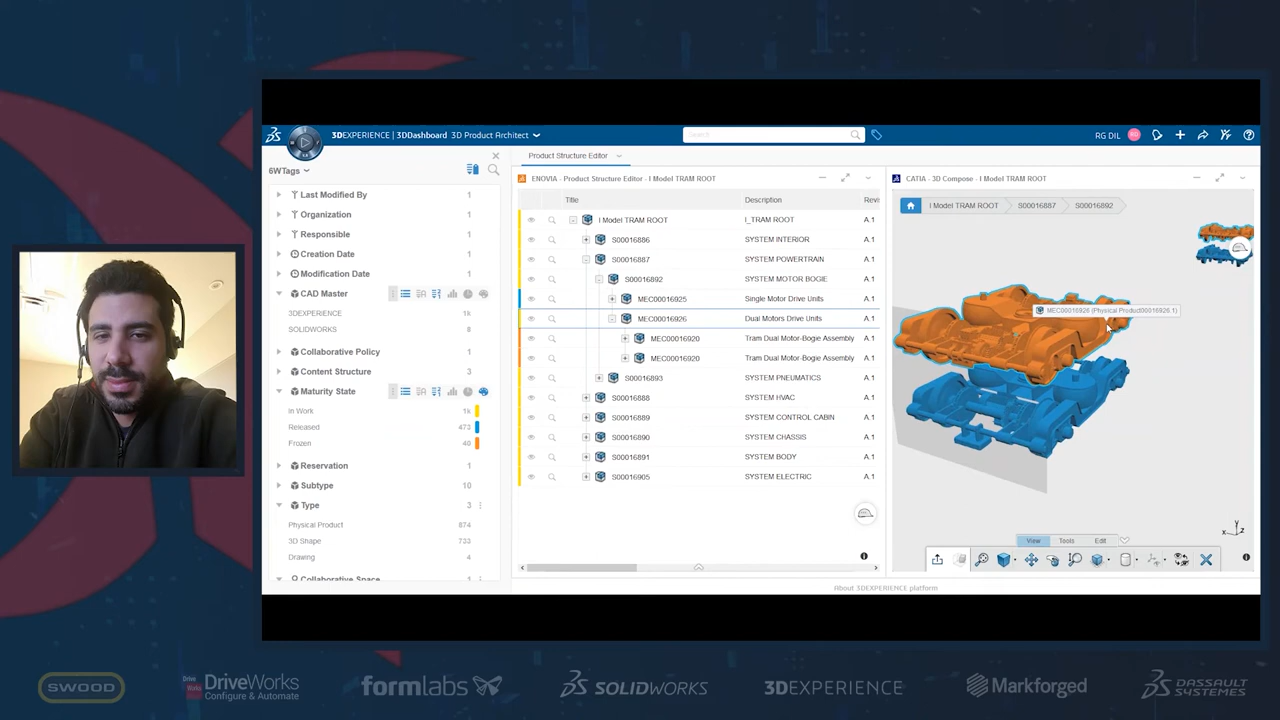 3DEXPERIENCE | 3DDashboard 3D Product Architect
Search
RG DIL
6WTags
Last Modified By 1
Organization 1
Responsible 1
Creation Date 1
Modification Date 1
CAD Master
3DEXPERIENCE 1k
SOLIDWORKS 8
Collaborative Policy 1
Content Structure 3
Maturity State
In Work 1k
Released 473
Frozen 40
Reservation 1
Subtype 10
Type 3
Physical Product 874
3D Shape 733
Drawing 4
Collaborative Space
Product Structure Editor
ENOVIA - Product Structure Editor - I Model TRAM ROOT
Title Description Revis
I Model TRAM ROOT I_TRAM ROOT A.1
S00016886 SYSTEM INTERIOR A.1
S00016887 SYSTEM POWERTRAIN A.1
S00016892 SYSTEM MOTOR BOGIE A.1
MEC00016925 Single Motor Drive Units A.1
MEC00016926 Dual Motors Drive Units A.1
MEC00016920 Tram Dual Motor-Bogie Assembly A.1
MEC00016920 Tram Dual Motor-Bogie Assembly A.1
S00016893 SYSTEM PNEUMATICS A.1
S00016888 SYSTEM HVAC A.1
S00016889 SYSTEM CONTROL CABIN A.1
S00016890 SYSTEM CHASSIS A.1
S00016891 SYSTEM BODY A.1
S00016905 SYSTEM ELECTRIC A.1
CATIA - 3D Compose - I Model TRAM ROOT
I Model TRAM ROOT S00016887 S00016892
MEC00016926 (Physical Product00016926.1)
View Tools Edit
About 3DEXPERIENCE platform
SWOOD
DriveWorks
Configure & Automate
formlabs
SOLIDWORKS
3DEXPERIENCE
Markforged
DASSAULT SYSTEMES